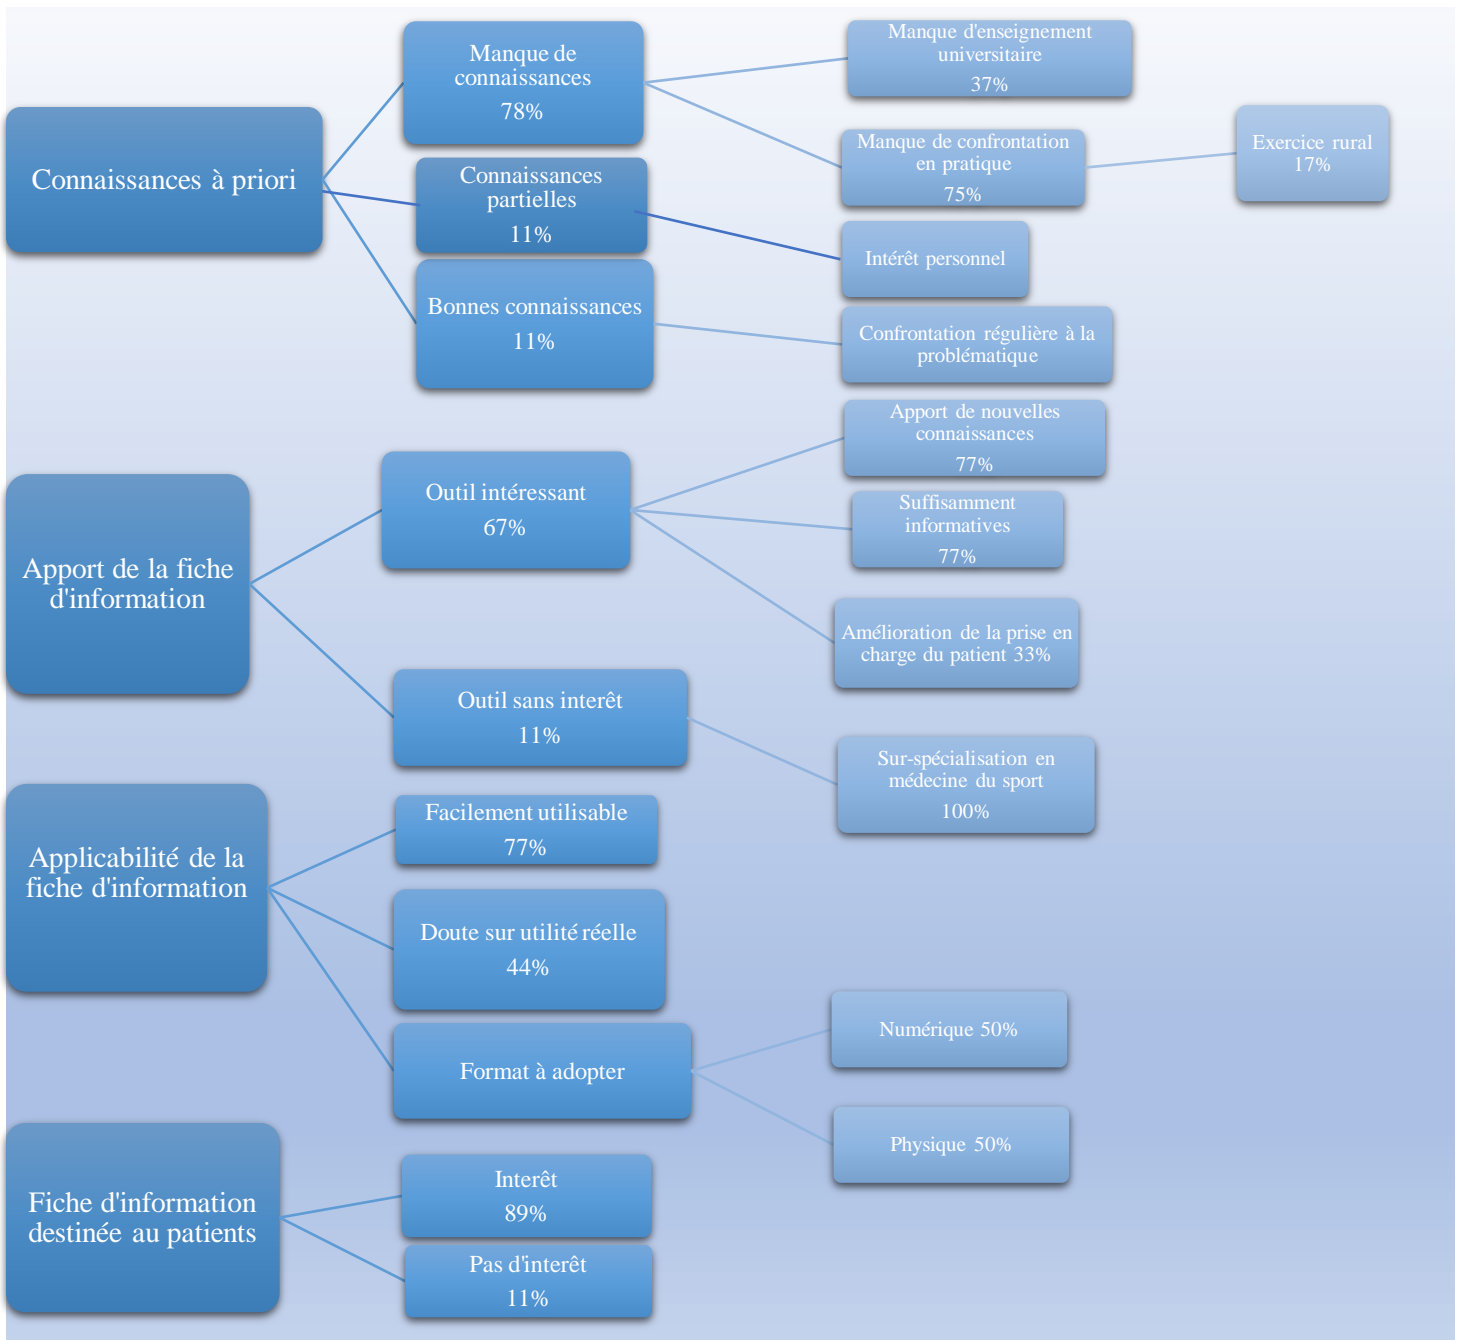 Connaissances à priori
Manque de
connaissances
78%
Manque d'enseignement
universitaire
37%
Manque de confrontation
en pratique
75%
Exercice rural
17%
Connaissances
partielles
11%
Intérêt personnel
Bonnes connaissances
11%
Confrontation régulière à la
problématique
Apport de la fiche
d'information
Outil intéressant
67%
Apport de nouvelles
connaissances
77%
Suffisamment
informatives
77%
Amélioration de la prise en
charge du patient 33%
Outil sans interêt
11%
Sur-spécialisation en
médecine du sport
100%
Applicabilité de la
fiche d'information
Facilement utilisable
77%
Doute sur utilité réelle
44%
Format à adopter
Numérique 50%
Physique 50%
Fiche d'information
destinée au patients
Interêt
89%
Pas d'interêt
11%